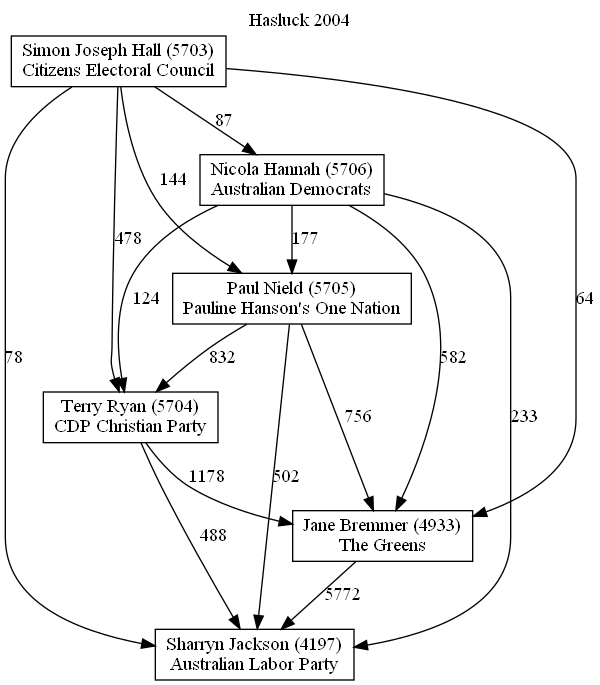 Hasluck 2004
Simon Joseph Hall (5703)
Citizens Electoral Council
87
Nicola Hannah (5706)
Australian Democrats
144
478
177
124
Paul Nield (5705)
Pauline Hanson's One Nation
64
78
832
582
Terry Ryan (5704)
CDP Christian Party
756
233
1178
502
488
Jane Bremmer (4933)
The Greens
5772
Sharryn Jackson (4197)
Australian Labor Party